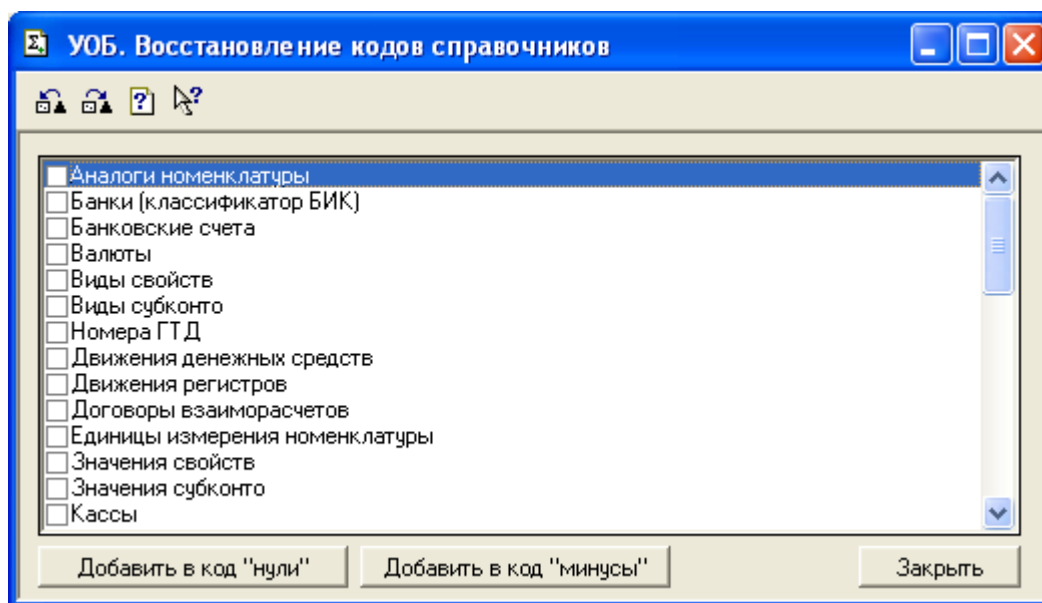 УОБ. Восстановление кодов справочников
Аналоги номенклатуры
Банки (классификатор БИК)
Банковские счета
Валюты
Виды свойств
Виды субконто
Номера ГТД
Движения денежных средств
Движения регистров
Договоры взаиморасчетов
Единицы измерения номенклатуры
Значения свойств
Значения субконто
Кассы
Добавить в код "нули" Добавить в код "минусы" Закрыть